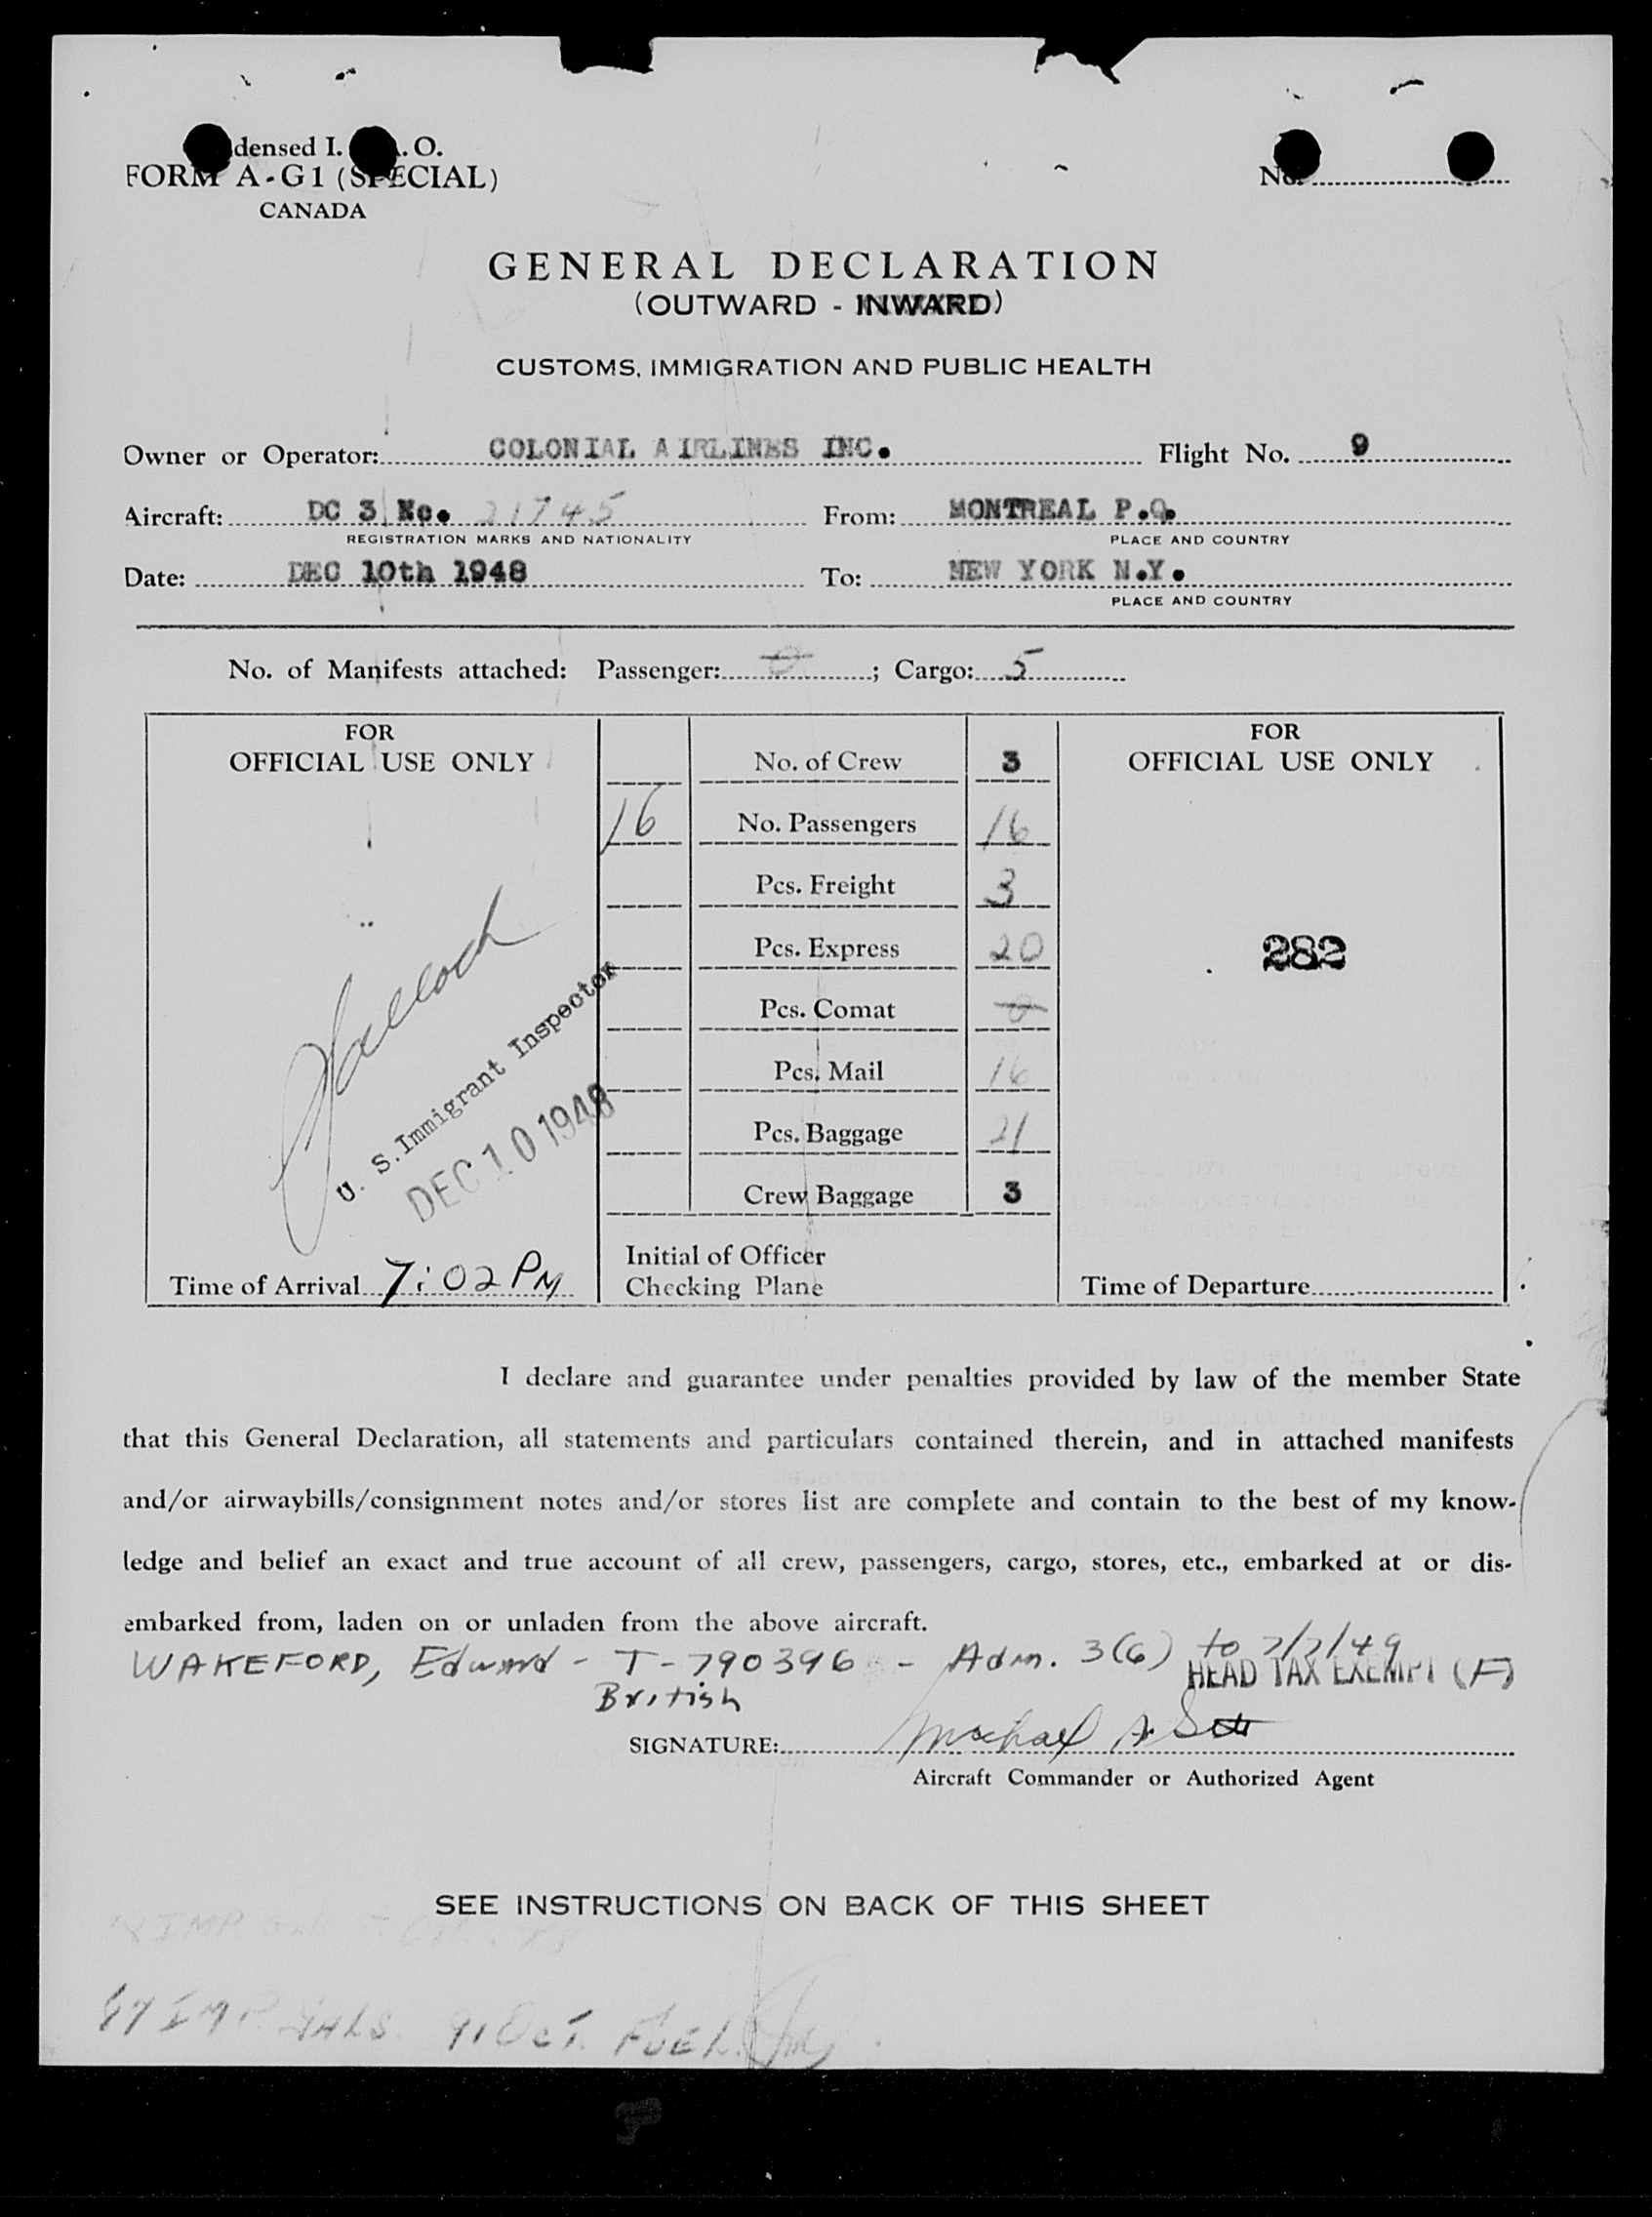 densed I. . O. No.
FORM A-G1 (SPECIAL)
CANADA
GENERAL DECLARATION
(OUTWARD - INWARD)
CUSTOMS, IMMIGRATION AND PUBLIC HEALTH
Owner or Operator: COLONIAL AIRLINES INC. Flight No. 9
Aircraft: DC 3 No. 21745 From: MONTREAL P.Q.
REGISTRATION MARKS AND NATIONALITY PLACE AND COUNTRY
Date: DEC 10th 1948 To: NEW YORK N.Y.
PLACE AND COUNTRY
No. of Manifests attached: Passenger: 0; Cargo: 5
FOR
OFFICIAL USE ONLY
U. S. Immigrant Inspector
DEC 10 1948
Time of Arrival 7:02 PM
No. of Crew 3
16 No. Passengers 16
Pcs. Freight 3
Pcs. Express 20
Pcs. Comat 0
Pcs. Mail 16
Pcs. Baggage 21
Crew Baggage 3
Initial of Officer
Checking Plane
FOR
OFFICIAL USE ONLY
282
Time of Departure
I declare and guarantee under penalties provided by law of the member State
that this General Declaration, all statements and particulars contained therein, and in attached manifests
and/or airwaybills/consignment notes and/or stores list are complete and contain to the best of my know-
ledge and belief an exact and true account of all crew, passengers, cargo, stores, etc., embarked at or dis-
embarked from, laden on or unladen from the above aircraft.
WAKEFORD, Edward - T-790396 - Adm. 3(6) to 2/2/49
British HEAD TAX EXEMPT (F)
SIGNATURE: Michael A
Aircraft Commander or Authorized Agent
SEE INSTRUCTIONS ON BACK OF THIS SHEET
GALS 91 OCT. FUEL.